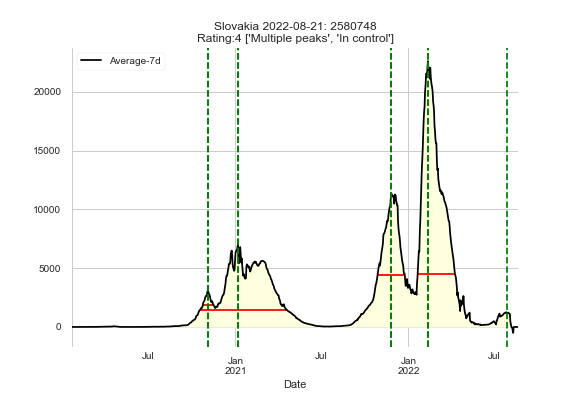 Slovakia 2022-08-21: 2580748
Rating:4 ['Multiple peaks', 'In control']
Average-7d
20000
15000
10000
5000
0
Jul
Jan
2021
Jul
Jan
2022
Jul
Date